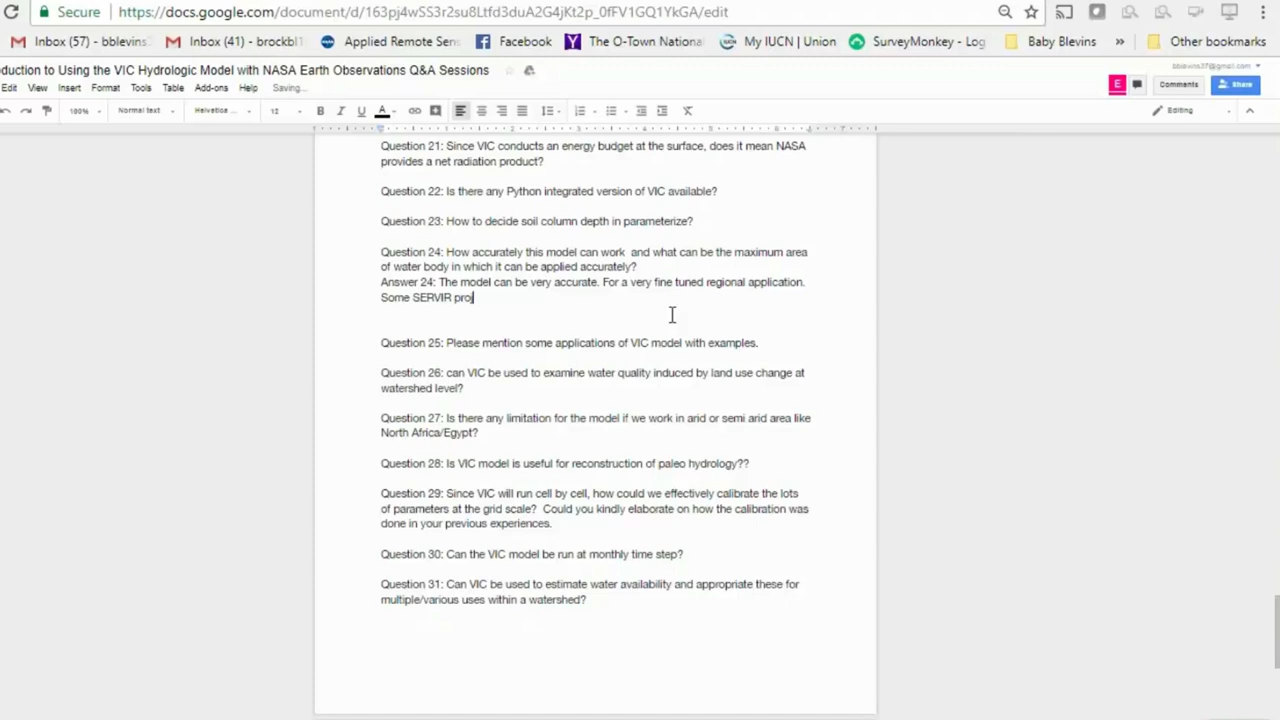 Secure https://docs.google.com/document/d/163pj4wSS3r2su8Ltfd3duA2G4jKt2p_0fFV1GQ1YkGA/edit
Inbox (57) - bblevins Inbox (41) - brockbl1 Applied Remote Sens Facebook The O-Town National My IUCN | Union SurveyMonkey - Log Baby Blevins » Other bookmarks
bblevins37@gmail.com
oduction to Using the VIC Hydrologic Model with NASA Earth Observations Q&A Sessions
E Comments Share
Edit View Insert Format Tools Table Add-ons Help Saving...
100% Normal text Helvetica ... 12 B I U A Editing
Question 21: Since VIC conducts an energy budget at the surface, does it mean NASA
provides a net radiation product?
Question 22: Is there any Python integrated version of VIC available?
Question 23: How to decide soil column depth in parameterize?
Question 24: How accurately this model can work and what can be the maximum area
of water body in which it can be applied accurately?
Answer 24: The model can be very accurate. For a very fine tuned regional application.
Some SERVIR proj
Question 25: Please mention some applications of VIC model with examples.
Question 26: can VIC be used to examine water quality induced by land use change at
watershed level?
Question 27: Is there any limitation for the model if we work in arid or semi arid area like
North Africa/Egypt?
Question 28: Is VIC model is useful for reconstruction of paleo hydrology??
Question 29: Since VIC will run cell by cell, how could we effectively calibrate the lots
of parameters at the grid scale? Could you kindly elaborate on how the calibration was
done in your previous experiences.
Question 30: Can the VIC model be run at monthly time step?
Question 31: Can VIC be used to estimate water availability and appropriate these for
multiple/various uses within a watershed?